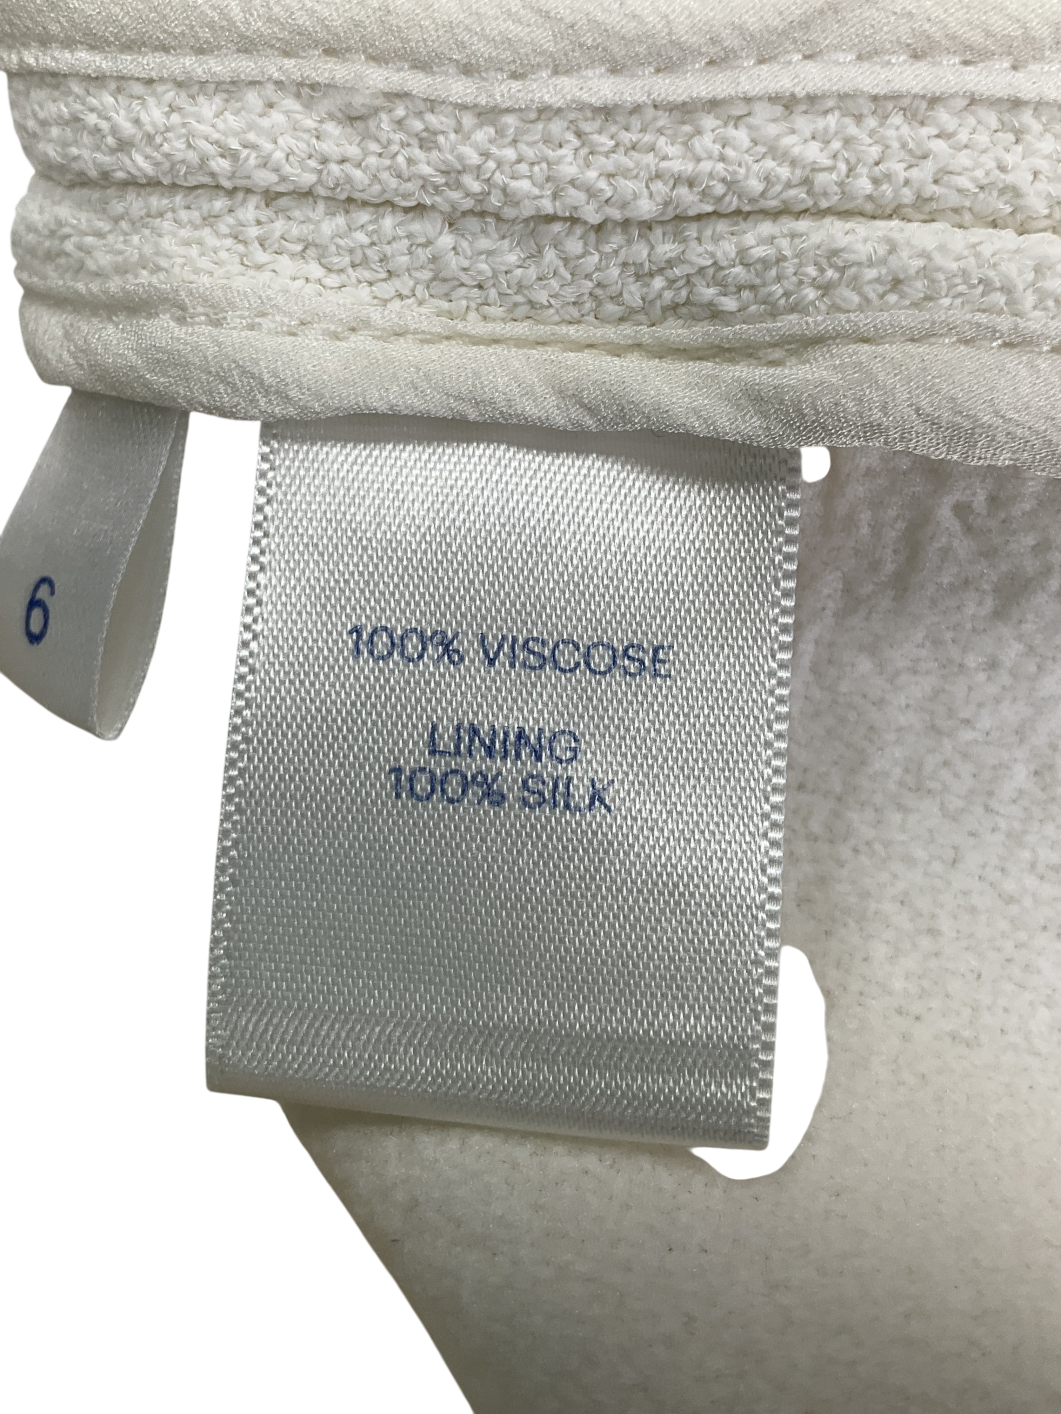 6
100% VISCOSE
LINING
100% SILK